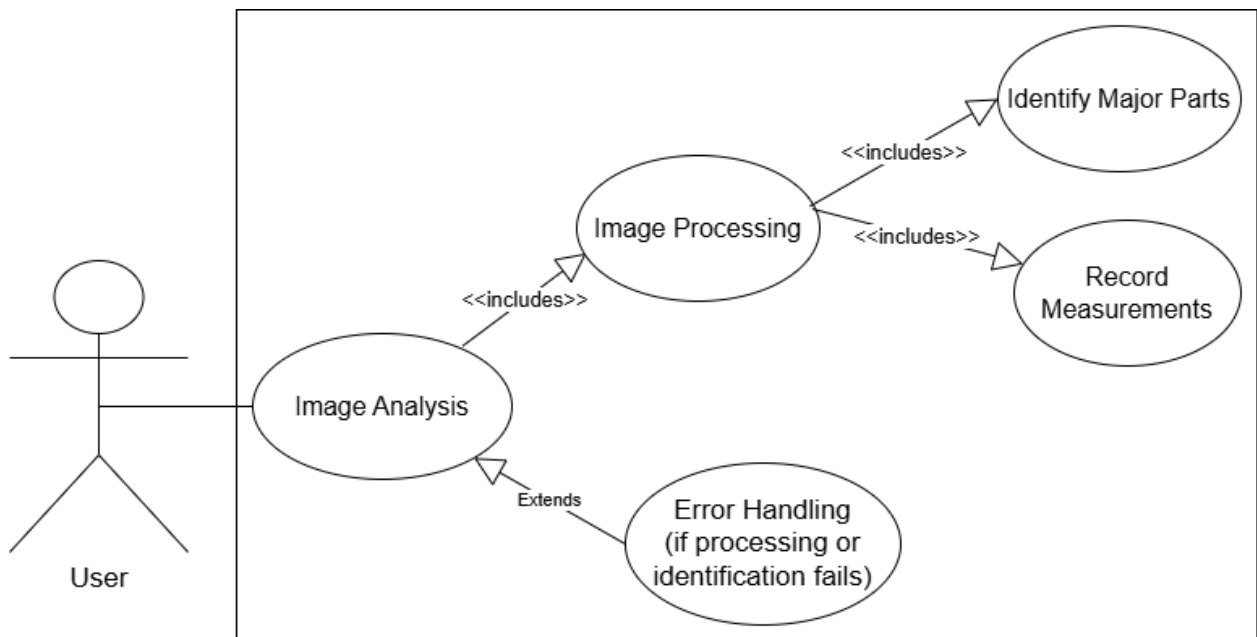 Identify Major Parts
<<includes>>
Image Processing
<<includes>>
Record
Measurements
<<includes>>
Image Analysis
Extends
Error Handling
(if processing or
identification fails)
User